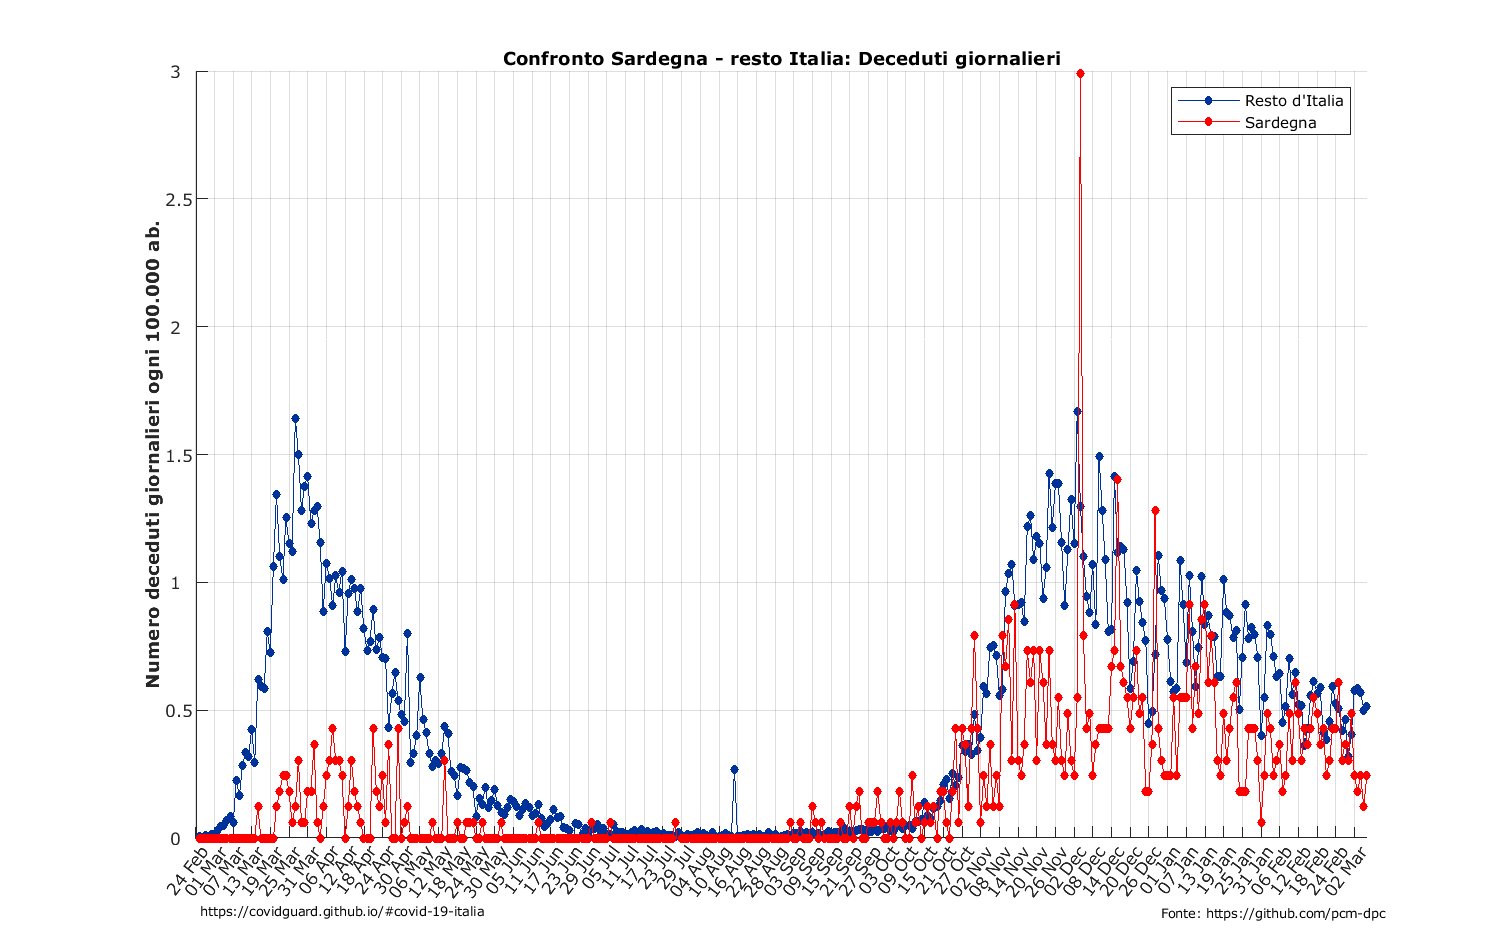 Confronto Sardegna - resto Italia: Deceduti giornalieri
Numero deceduti giornalieri ogni 100.000 ab.
3
2.5
2
1.5
1
0.5
0
Resto d'Italia
Sardegna
24 Feb
01 Mar
07 Mar
13 Mar
19 Mar
25 Mar
31 Mar
06 Apr
12 Apr
18 Apr
24 Apr
30 Apr
06 May
12 May
18 May
24 May
30 May
05 Jun
11 Jun
17 Jun
23 Jun
29 Jun
05 Jul
11 Jul
17 Jul
23 Jul
29 Jul
04 Aug
10 Aug
16 Aug
22 Aug
28 Aug
03 Sep
09 Sep
15 Sep
21 Sep
27 Sep
03 Oct
09 Oct
15 Oct
21 Oct
27 Oct
02 Nov
08 Nov
14 Nov
20 Nov
26 Nov
02 Dec
08 Dec
14 Dec
20 Dec
26 Dec
01 Jan
07 Jan
13 Jan
19 Jan
25 Jan
31 Jan
06 Feb
12 Feb
18 Feb
24 Feb
02 Mar
https://covidguard.github.io/#covid-19-italia
Fonte: https://github.com/pcm-dpc